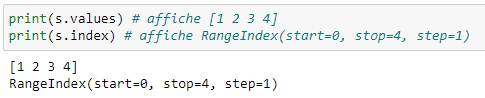 print(s.values) # affiche [1 2 3 4]
print(s.index) # affiche RangeIndex(start=0, stop=4, step=1)
[1 2 3 4]
RangeIndex(start=0, stop=4, step=1)